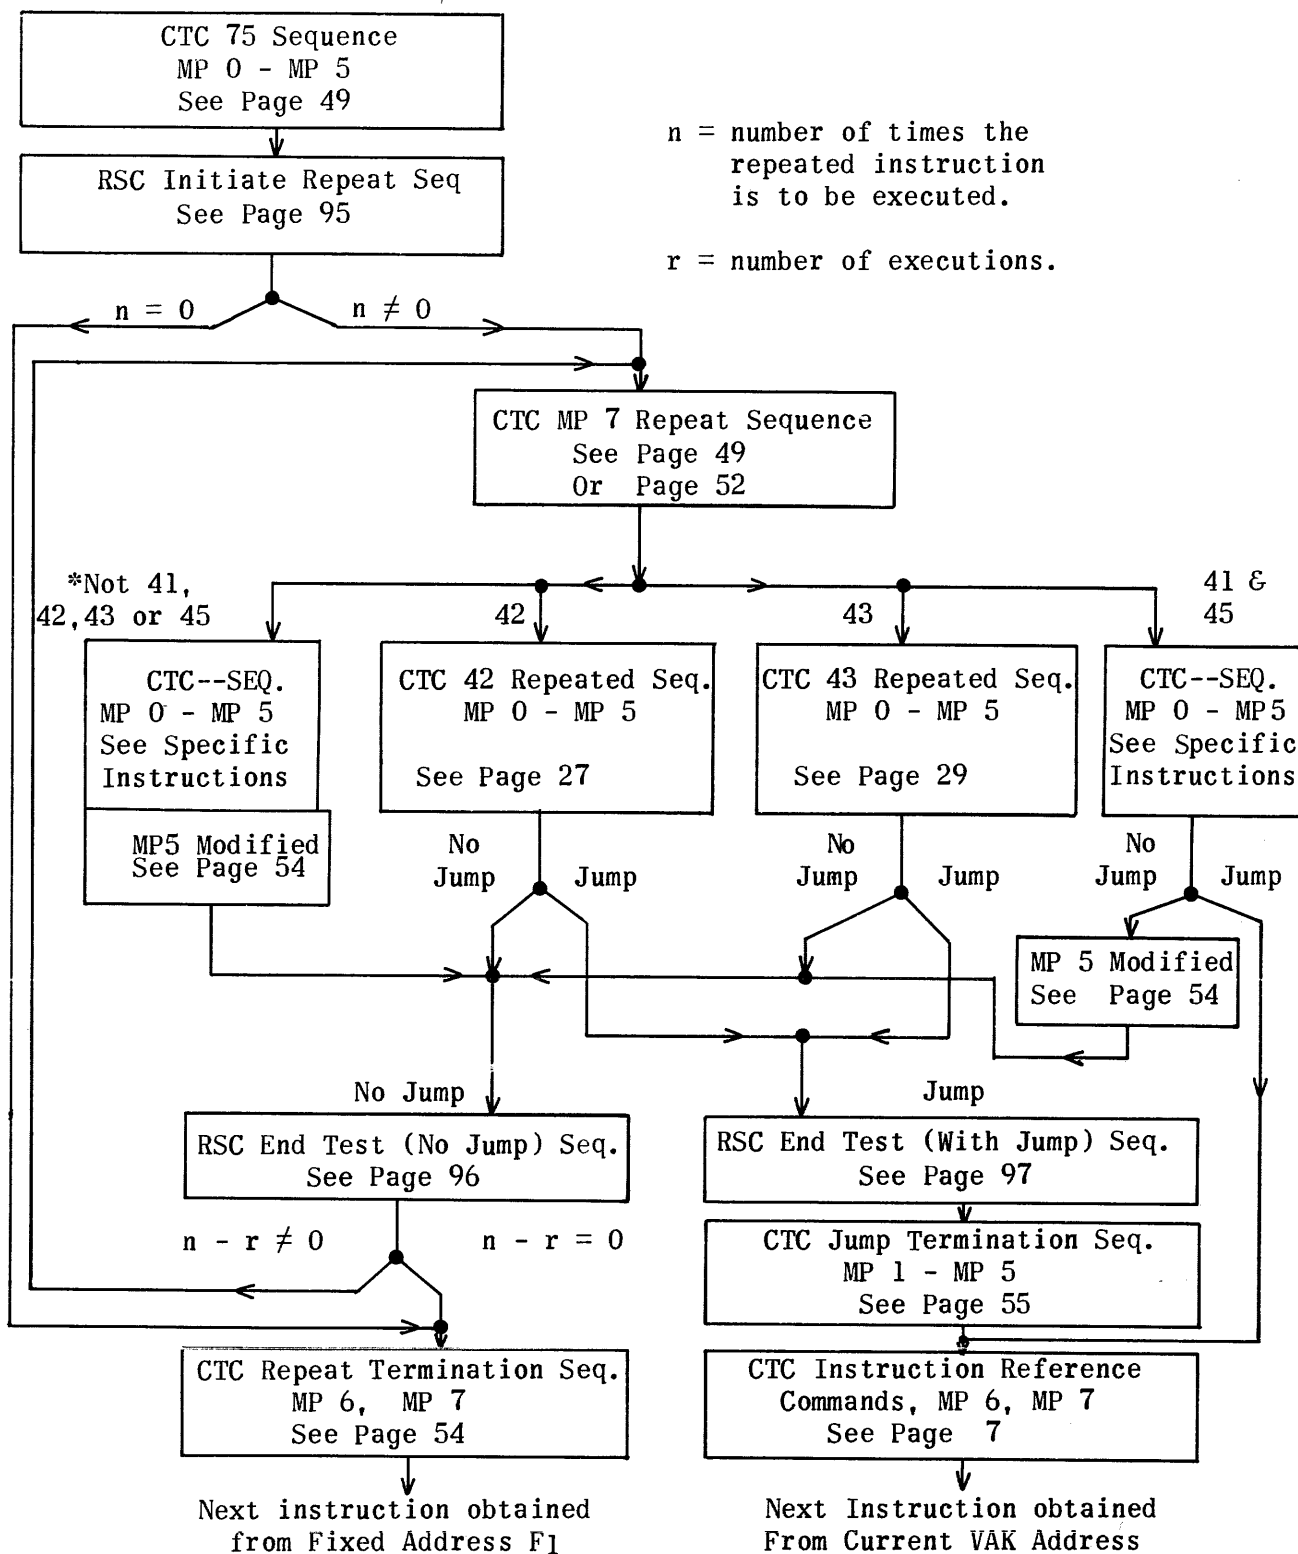 CTC 75 Sequence
MP 0 - MP 5
See Page 49
n = number of times the
repeated instruction
is to be executed.
r = number of executions.
RSC Initiate Repeat Seq
See Page 95
n = 0
n ≠ 0
CTC MP 7 Repeat Sequence
See Page 49
Or Page 52
*Not 41,
42,43 or 45
42
43
41 &
45
CTC--SEQ.
MP 0 - MP 5
See Specific
Instructions
MP5 Modified
See Page 54
CTC 42 Repeated Seq.
MP 0 - MP 5
See Page 27
CTC 43 Repeated Seq.
MP 0 - MP 5
See Page 29
CTC--SEQ.
MP 0 - MP5
See Specific
Instructions
No
Jump
Jump
No
Jump
Jump
No
Jump
Jump
MP 5 Modified
See Page 54
No Jump
Jump
RSC End Test (No Jump) Seq.
See Page 96
RSC End Test (With Jump) Seq.
See Page 97
n - r ≠ 0
n - r = 0
CTC Jump Termination Seq.
MP 1 - MP 5
See Page 55
CTC Repeat Termination Seq.
MP 6, MP 7
See Page 54
CTC Instruction Reference
Commands, MP 6, MP 7
See Page 7
Next instruction obtained
from Fixed Address F1
Next Instruction obtained
From Current VAK Address